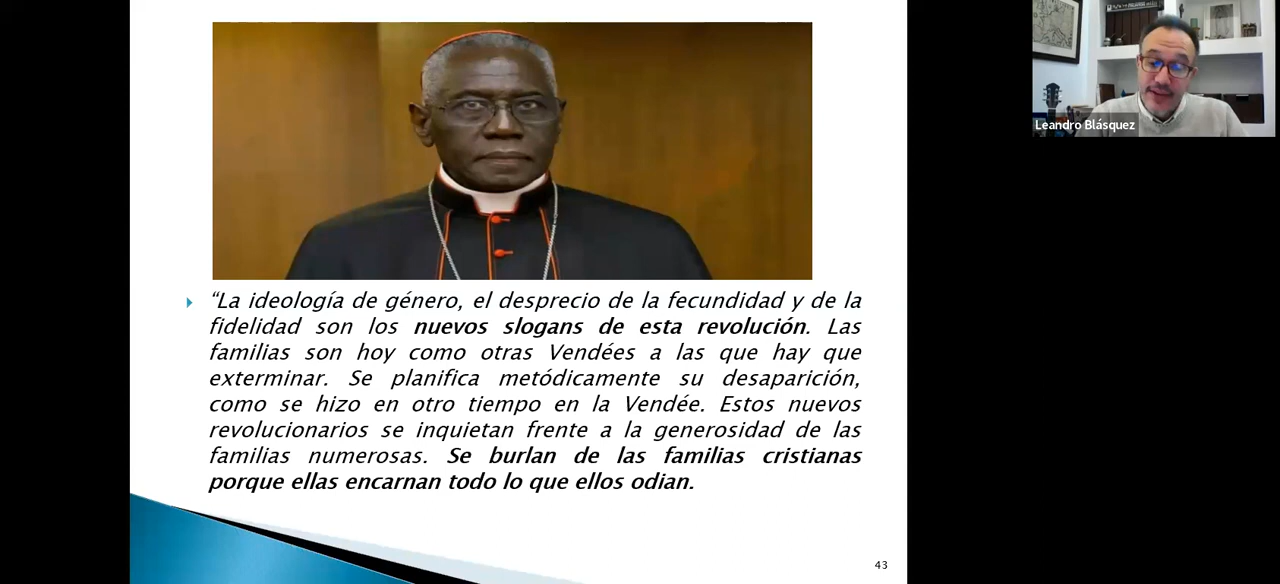 Leandro Blásquez
“La ideología de género, el desprecio de la fecundidad y de la
fidelidad son los nuevos slogans de esta revolución. Las
familias son hoy como otras Vendées a las que hay que
exterminar. Se planifica metódicamente su desaparición,
como se hizo en otro tiempo en la Vendée. Estos nuevos
revolucionarios se inquietan frente a la generosidad de las
familias numerosas. Se burlan de las familias cristianas
porque ellas encarnan todo lo que ellos odian.
43